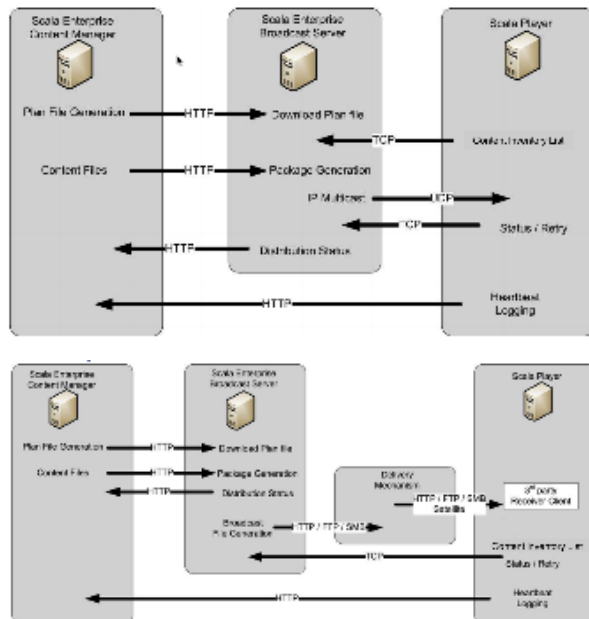 Scala Enterprise
Content Manager
Scala Enterprise
Broadcast Server
Scala Player
Plan File Generation
HTTP
Download Plan file
TCP
Content Inventory List
Content Files
HTTP
Package Generation
IP Multicast
UDP
TCP
Status / Retry
HTTP
Distribution Status
HTTP
Heartbeat
Logging
Scala Enterprise
Content Manager
Scala Enterprise
Broadcast Server
Scala Player
Plan File Generation
HTTP
Download Plan file
Content Files
HTTP
Package Generation
HTTP
Distribution Status
Delivery
Mechanism
HTTP / FTP / SMB
Satellite
3rd party
Receiver Client
Broadcast
File Generation
HTTP / FTP / SMB
Content Inventory List
TCP
Status / Retry
HTTP
Heartbeat
Logging